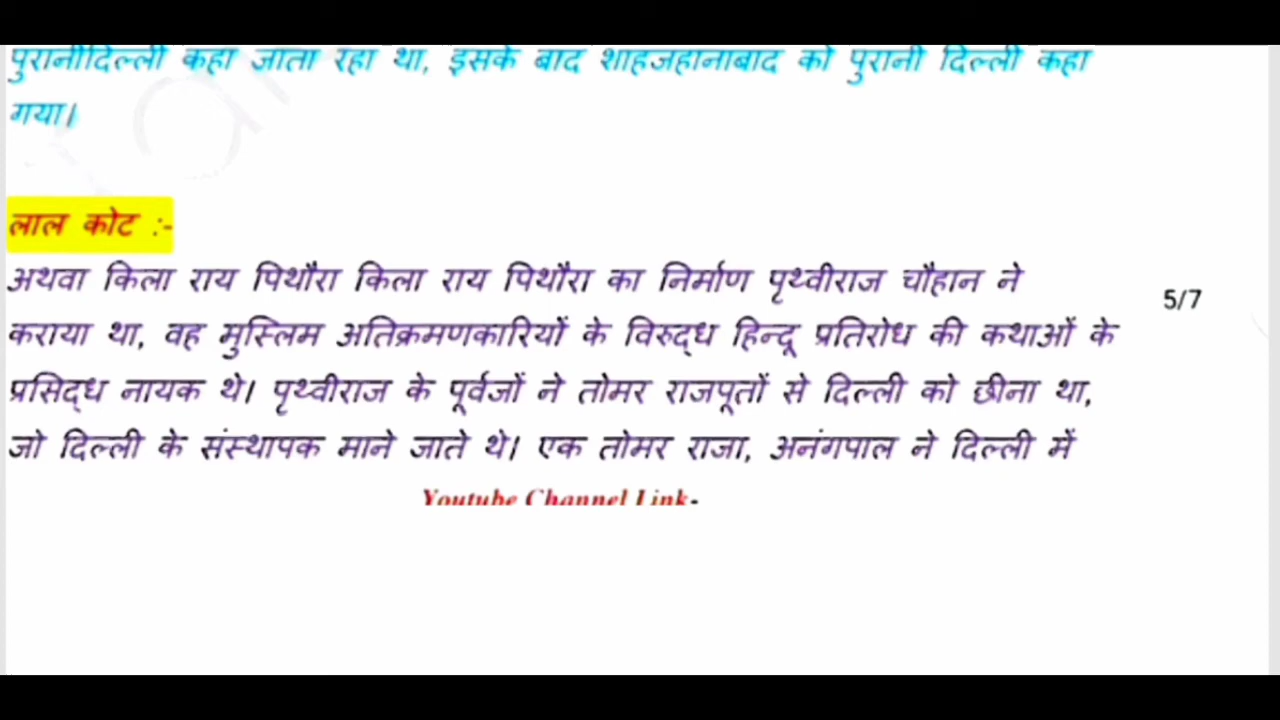 पुरानीदिल्ली कहा जाता रहा था, इसके बाद शाहजहानाबाद को पुरानी दिल्ली कहा
गया।
लाल कोट :-
अथवा किला राय पिथौरा किला राय पिथौरा का निर्माण पृथ्वीराज चौहान ने
5/7
कराया था, वह मुस्लिम अतिक्रमणकारियों के विरुद्ध हिन्दू प्रतिरोध की कथाओं के
प्रसिद्ध नायक थे। पृथ्वीराज के पूर्वजों ने तोमर राजपूतों से दिल्ली को छीना था,
जो दिल्ली के संस्थापक माने जाते थे। एक तोमर राजा, अनंगपाल ने दिल्ली में
Youtube Channel Link-